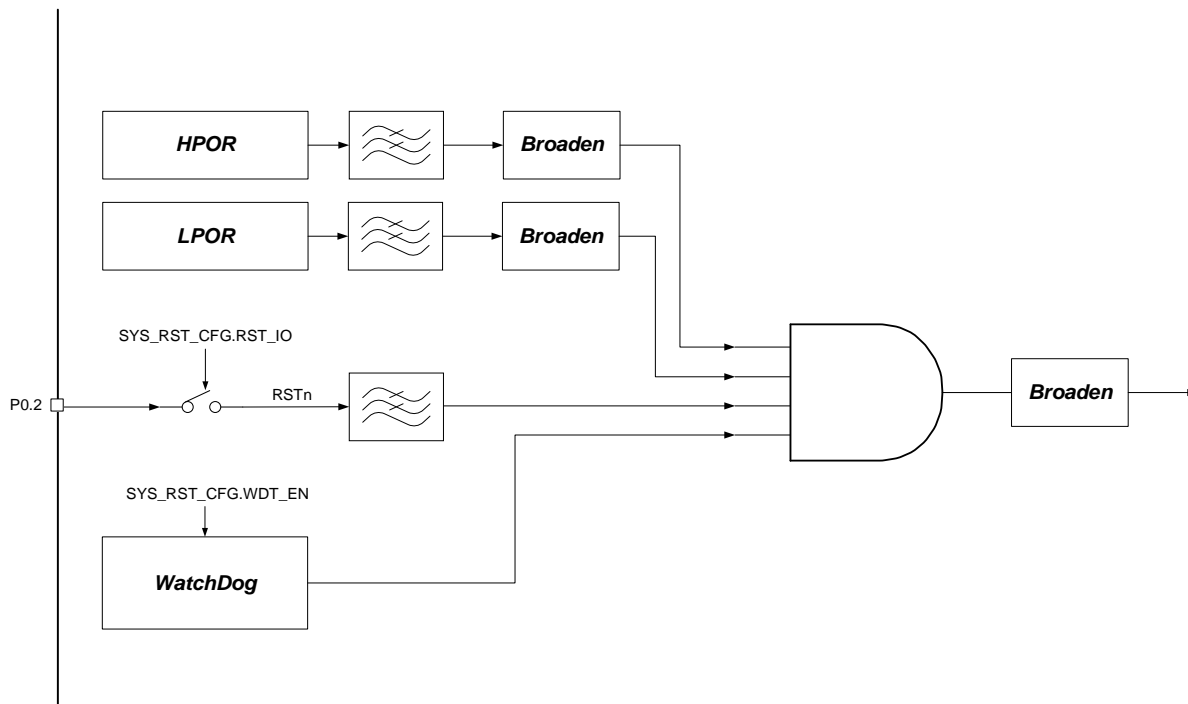 HPOR
Broaden
LPOR
Broaden
SYS_RST_CFG.RST_IO
P0.2
RSTn
Broaden
SYS_RST_CFG.WDT_EN
WatchDog